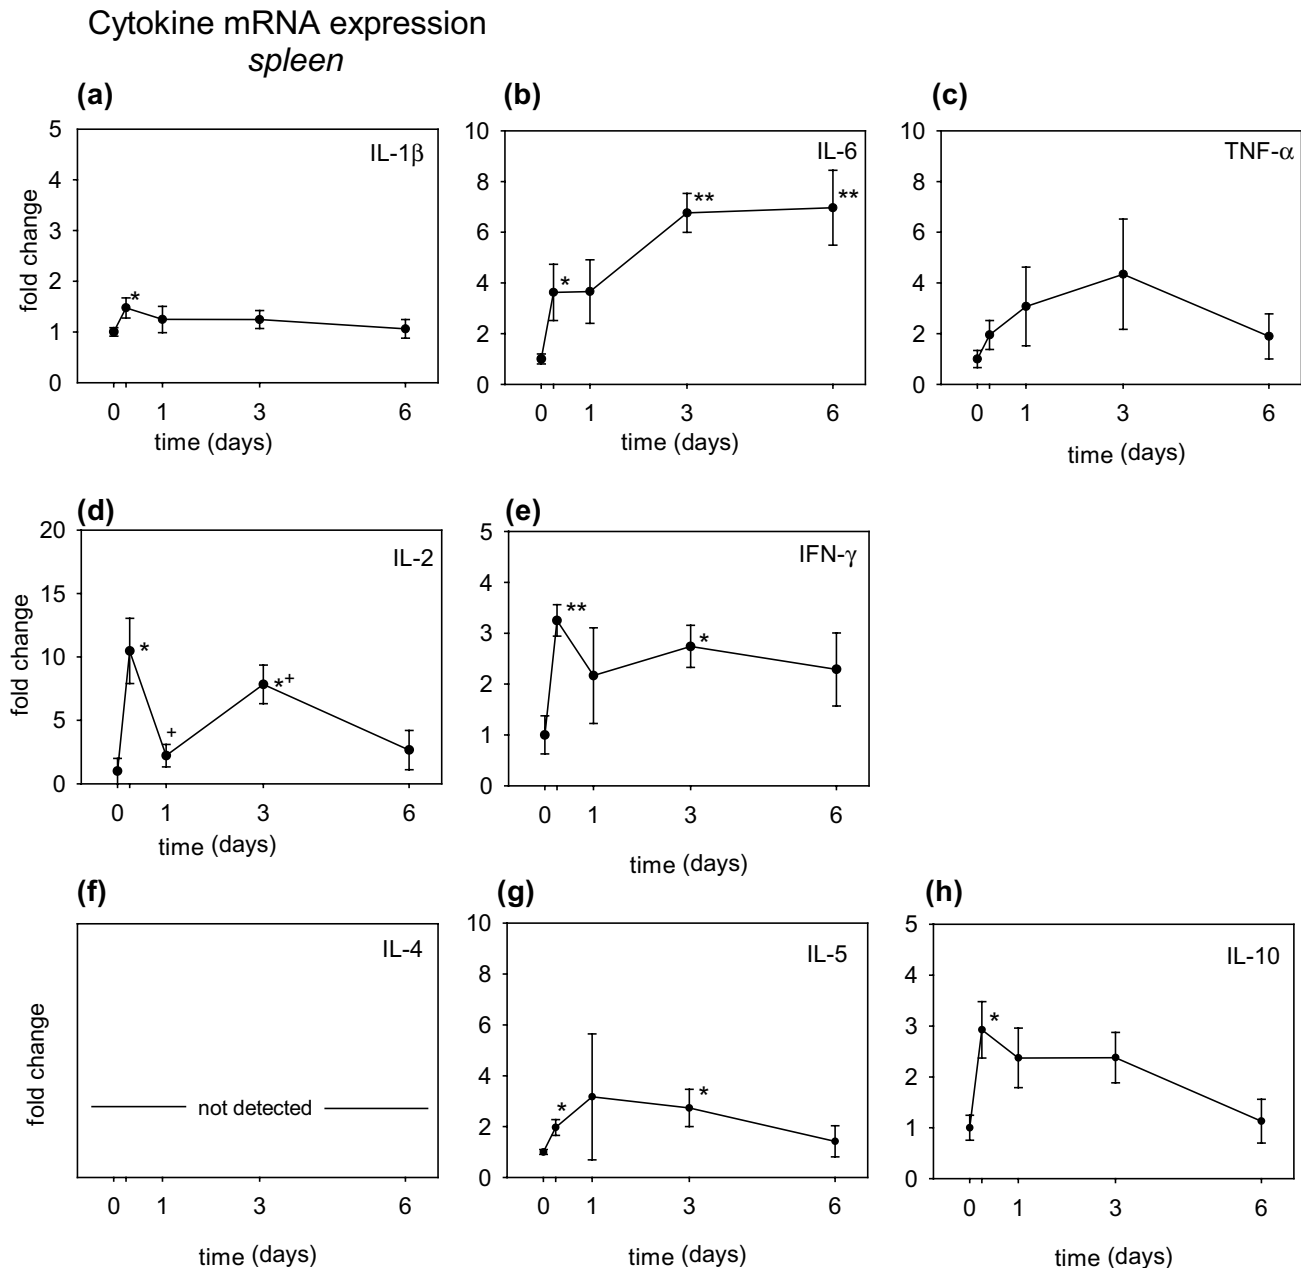 Cytokine mRNA expression
spleen
(a)
(b)
(c)
5
4
3
2
1
0
fold change
IL-1β
*
0 1 3 6
time (days)
10
8
6
4
2
0
IL-6
*
**
**
0 1 3 6
time (days)
10
8
6
4
2
0
TNF-α
0 1 3 6
time (days)
(d)
(e)
20
15
10
5
0
fold change
IL-2
*
+
*+
0 1 3 6
time (days)
5
4
3
2
1
0
IFN-γ
**
*
0 1 3 6
time (days)
(f)
(g)
(h)
fold change
IL-4
not detected
0 1 3 6
time (days)
10
8
6
4
2
0
IL-5
*
*
0 1 3 6
time (days)
5
4
3
2
1
0
IL-10
*
0 1 3 6
time (days)